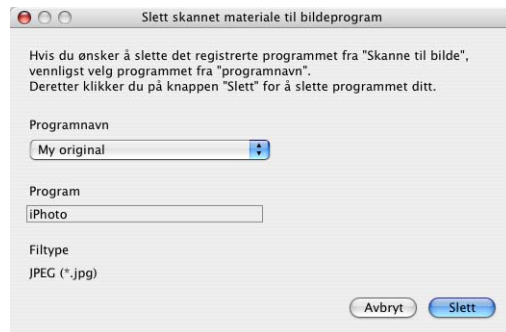 Slett skannet materiale til bildeprogram
Hvis du ønsker å slette det registrerte programmet fra "Skanne til bilde",
vennligst velg programmet fra "programnavn".
Deretter klikker du på knappen "Slett" for å slette programmet ditt.
Programnavn
My original
Program
iPhoto
Filtype
JPEG (*.jpg)
Avbryt Slett